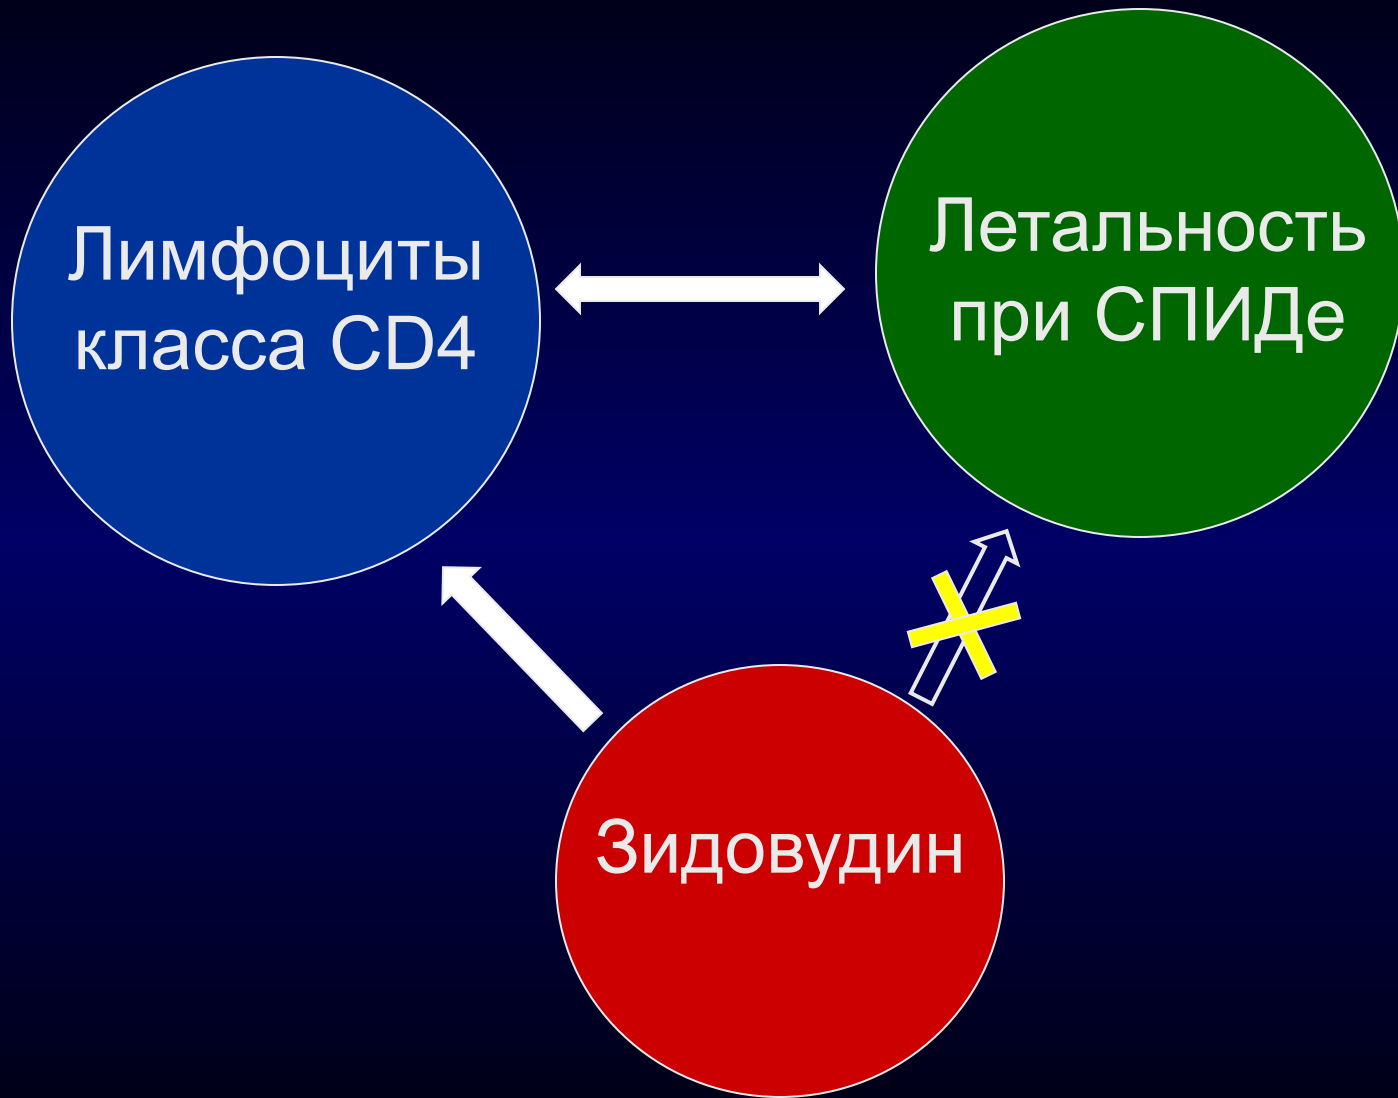 Лимфоциты
класса CD4
Летальность
при СПИДе
Зидовудин